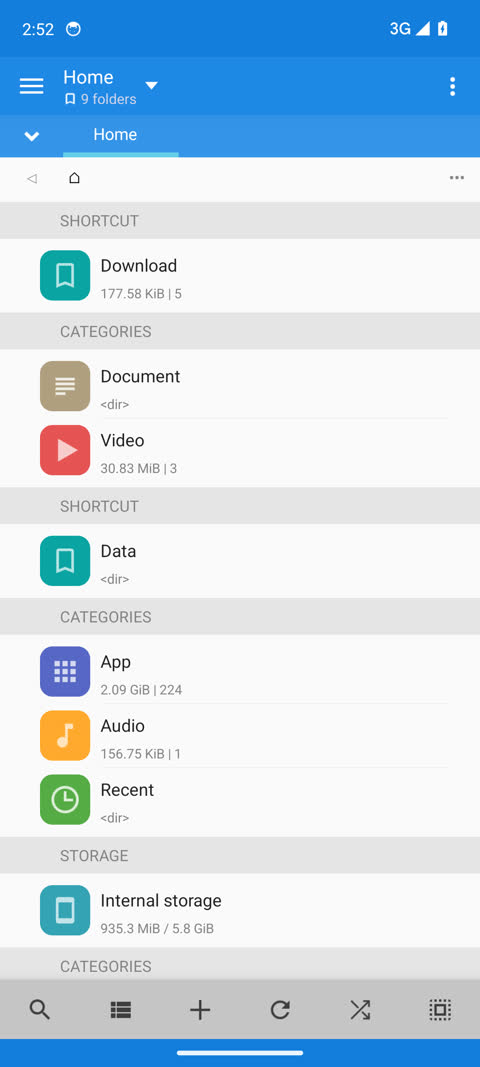 2:52
3G
Home
9 folders
Home
SHORTCUT
Download
177.58 KiB | 5
CATEGORIES
Document
<dir>
Video
30.83 MiB | 3
SHORTCUT
Data
<dir>
CATEGORIES
App
2.09 GiB | 224
Audio
156.75 KiB | 1
Recent
<dir>
STORAGE
Internal storage
935.3 MiB / 5.8 GiB
CATEGORIES